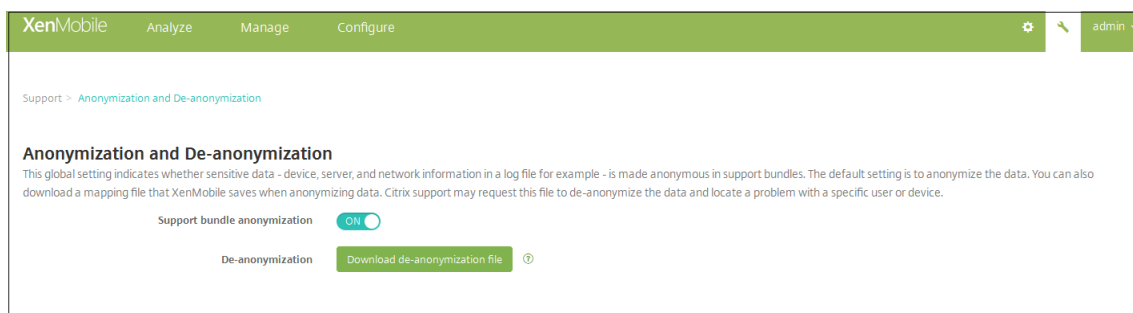 XenMobile Analyze Manage Configure admin
Support > Anonymization and De-anonymization
Anonymization and De-anonymization
This global setting indicates whether sensitive data - device, server, and network information in a log file for example - is made anonymous in support bundles. The default setting is to anonymize the data. You can also
download a mapping file that XenMobile saves when anonymizing data. Citrix support may request this file to de-anonymize the data and locate a problem with a specific user or device.
Support bundle anonymization ON
De-anonymization Download de-anonymization file ?